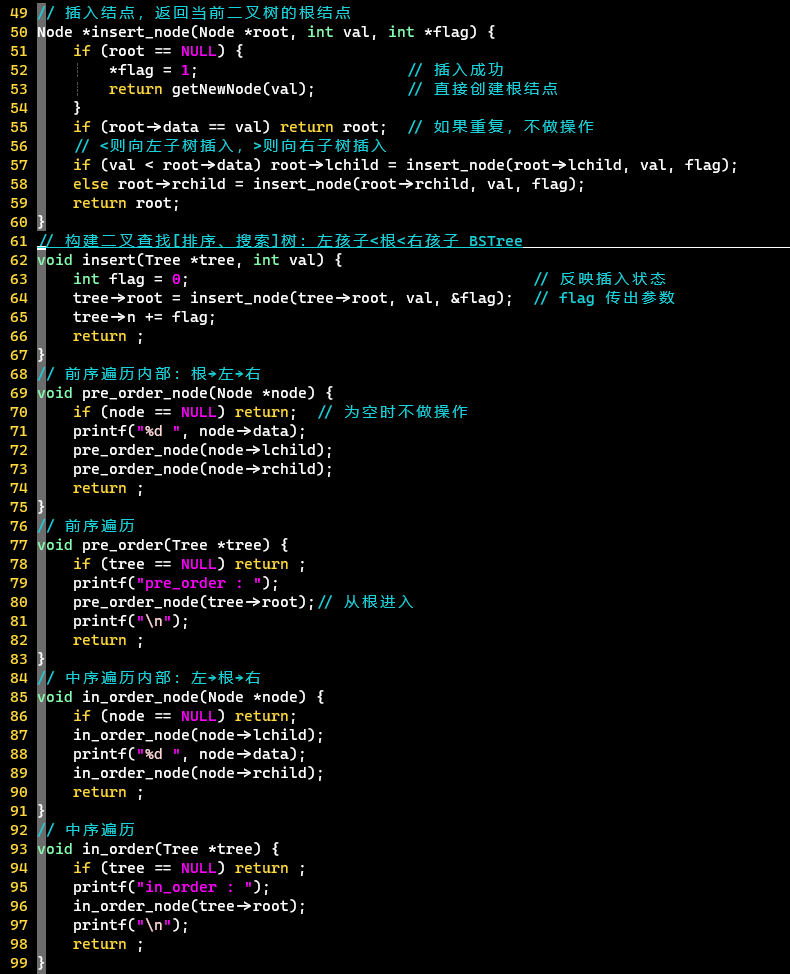 49 // 插入结点，返回当前二叉树的根结点
50 Node *insert_node(Node *root, int val, int *flag) {
51     if (root == NULL) {
52         *flag = 1;                       // 插入成功
53         return getNewNode(val);          // 直接创建根结点
54     }
55     if (root->data == val) return root;  // 如果重复，不做操作
56     // <则向左子树插入，>则向右子树插入
57     if (val < root->data) root->lchild = insert_node(root->lchild, val, flag);
58     else root->rchild = insert_node(root->rchild, val, flag);
59     return root;
60 }
61 // 构建二叉查找[排序、搜索]树：左孩子<根<右孩子 BSTree
62 void insert(Tree *tree, int val) {
63     int flag = 0;                                      // 反映插入状态
64     tree->root = insert_node(tree->root, val, &flag);  // flag 传出参数
65     tree->n += flag;
66     return ;
67 }
68 // 前序遍历内部：根→左→右
69 void pre_order_node(Node *node) {
70     if (node == NULL) return;  // 为空时不做操作
71     printf("%d ", node->data);
72     pre_order_node(node->lchild);
73     pre_order_node(node->rchild);
74     return ;
75 }
76 // 前序遍历
77 void pre_order(Tree *tree) {
78     if (tree == NULL) return ;
79     printf("pre_order : ");
80     pre_order_node(tree->root);// 从根进入
81     printf("\n");
82     return ;
83 }
84 // 中序遍历内部：左→根→右
85 void in_order_node(Node *node) {
86     if (node == NULL) return;
87     in_order_node(node->lchild);
88     printf("%d ", node->data);
89     in_order_node(node->rchild);
90     return ;
91 }
92 // 中序遍历
93 void in_order(Tree *tree) {
94     if (tree == NULL) return ;
95     printf("in_order : ");
96     in_order_node(tree->root);
97     printf("\n");
98     return ;
99 }